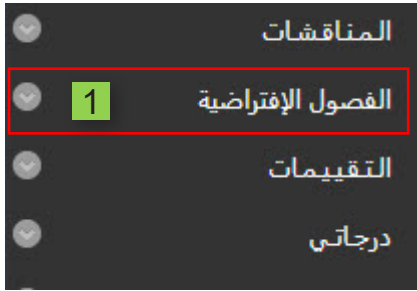 المناقشات
الفصول الإفتراضية
1
التقييمات
درجاتي